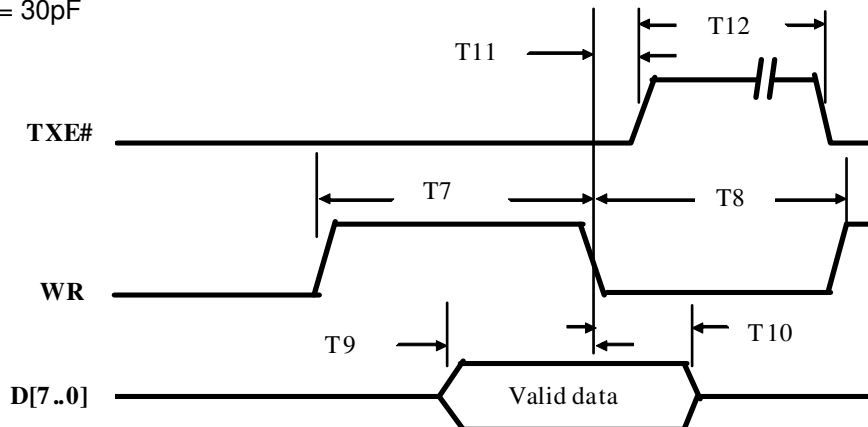 = 30pF
T12
T11
TXE#
T7
T8
WR
T9
T10
D[7..0]
Valid data